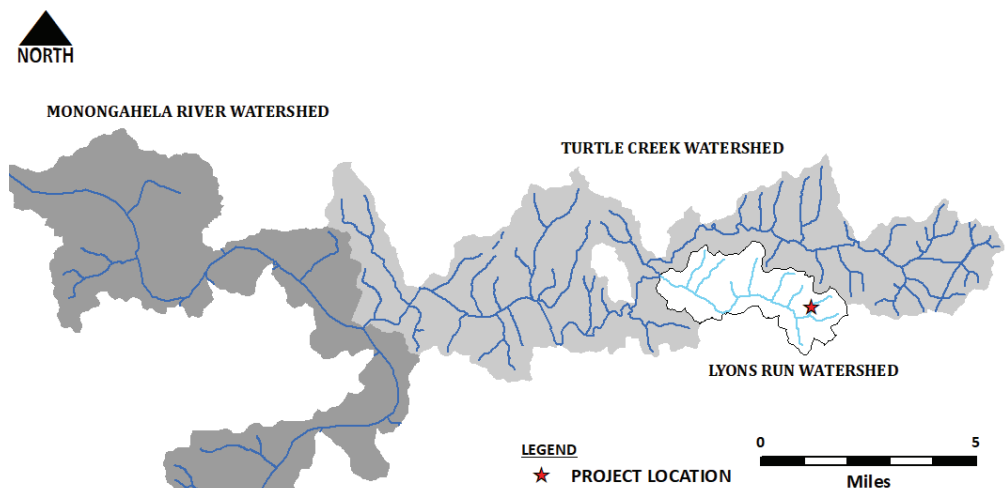 NORTH
MONONGAHELA RIVER WATERSHED
TURTLE CREEK WATERSHED
LYONS RUN WATERSHED
LEGEND
PROJECT LOCATION
0 5
Miles